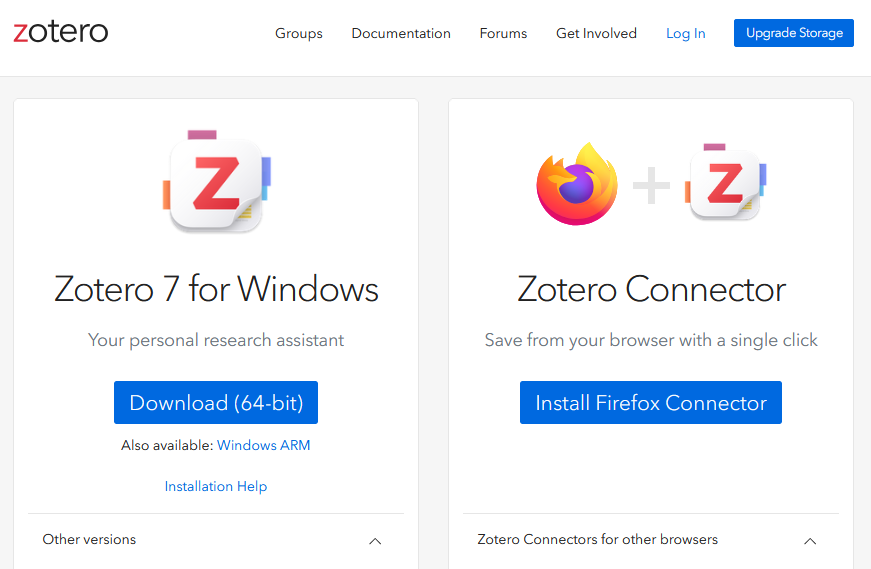 zotero
Groups Documentation Forums Get Involved Log In Upgrade Storage
Z
Z
Zotero 7 for Windows
Your personal research assistant
Download (64-bit)
Also available: Windows ARM
Installation Help
Other versions
Zotero Connector
Save from your browser with a single click
Install Firefox Connector
Zotero Connectors for other browsers